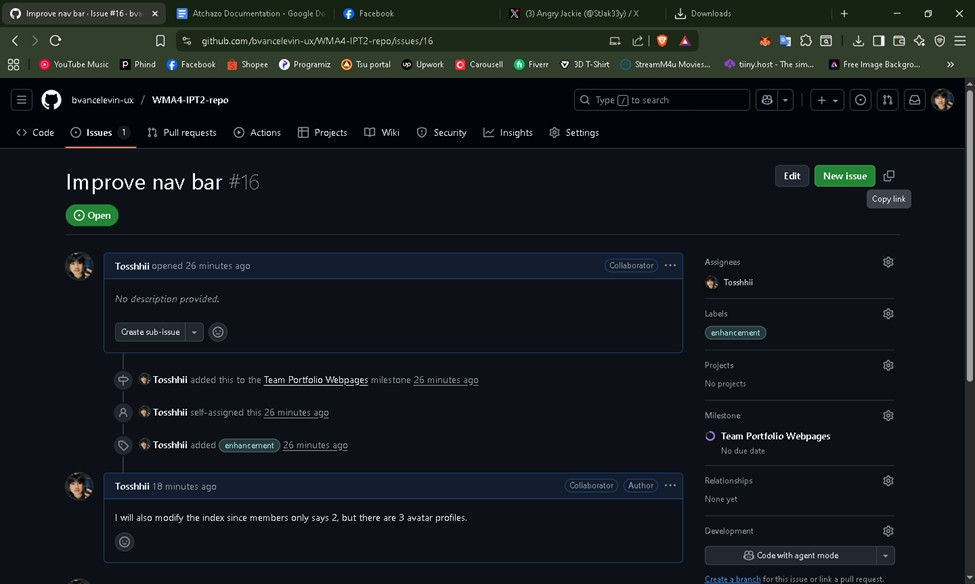 Improve nav bar · Issue #16 · bva
Atchazo Documentation - Google Do
Facebook
(3) Angry Jackie (@StJak33y) / X
Downloads
github.com/bvancelevin-ux/WMA4-IPT2-repo/issues/16
YouTube Music
Phind
Facebook
Shopee
Programiz
Tsu portal
Upwork
Carousell
Fiverr
3D T-Shirt
StreamM4u Movies...
tiiny.host - The sim...
Free Image Backgro...
bvancelevin-ux / WMA4-IPT2-repo
Type / to search
Code
Issues 1
Pull requests
Actions
Projects
Wiki
Security
Insights
Settings
Improve nav bar #16
Edit
New issue
Copy link
Open
Tosshhii opened 26 minutes ago
Collaborator
No description provided.
Create sub-issue
Tosshhii added this to the Team Portfolio Webpages milestone 26 minutes ago
Tosshhii self-assigned this 26 minutes ago
Tosshhii added enhancement 26 minutes ago
Tosshhii 18 minutes ago
Collaborator
Author
I will also modify the index since members only says 2, but there are 3 avatar profiles.
Assignees
Tosshhii
Labels
enhancement
Projects
No projects
Milestone
Team Portfolio Webpages
No due date
Relationships
None yet
Development
Code with agent mode
Create a branch for this issue or link a pull request.